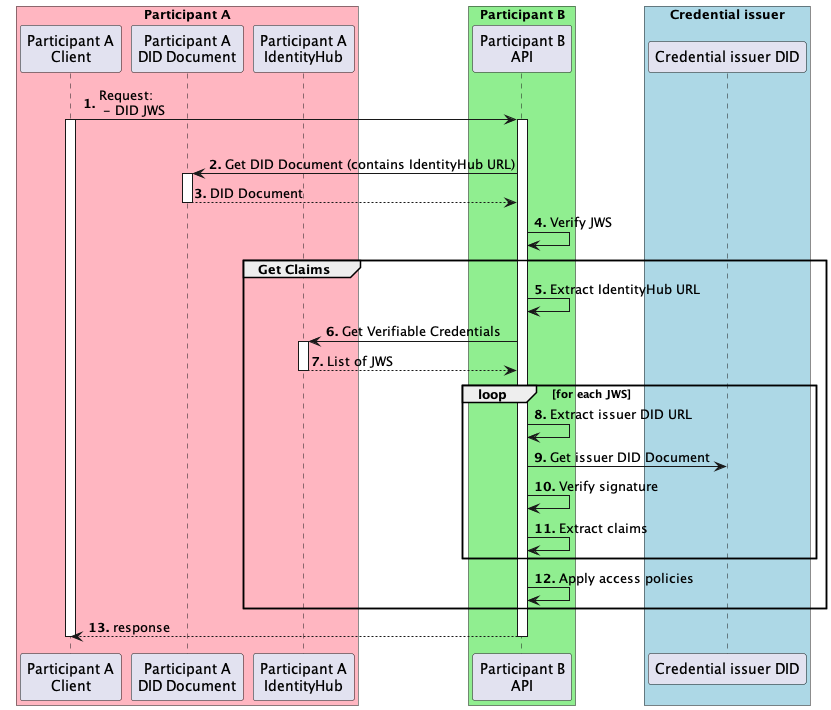 Participant A
Participant B
Credential issuer
Participant A
Client
Participant A
DID Document
Participant A
IdentityHub
Participant B
API
Credential issuer DID
1. Request:
- DID JWS
2. Get DID Document (contains IdentityHub URL)
3. DID Document
4. Verify JWS
Get Claims
5. Extract IdentityHub URL
6. Get Verifiable Credentials
7. List of JWS
loop [for each JWS]
8. Extract issuer DID URL
9. Get issuer DID Document
10. Verify signature
11. Extract claims
12. Apply access policies
13. response
Participant A
Client
Participant A
DID Document
Participant A
IdentityHub
Participant B
API
Credential issuer DID